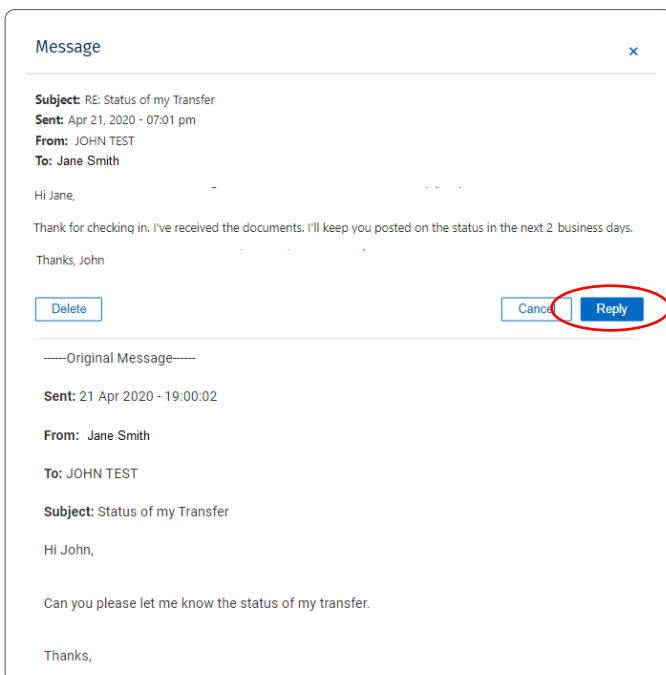 Message
×
Subject: RE: Status of my Transfer
Sent: Apr 21, 2020 - 07:01 pm
From: JOHN TEST
To: Jane Smith
Hi Jane,
Thank for checking in. I've received the documents. I'll keep you posted on the status in the next 2 business days.
Thanks, John
Delete
Cancel
Reply
-----Original Message-----
Sent: 21 Apr 2020 - 19:00:02
From: Jane Smith
To: JOHN TEST
Subject: Status of my Transfer
Hi John,
Can you please let me know the status of my transfer.
Thanks,